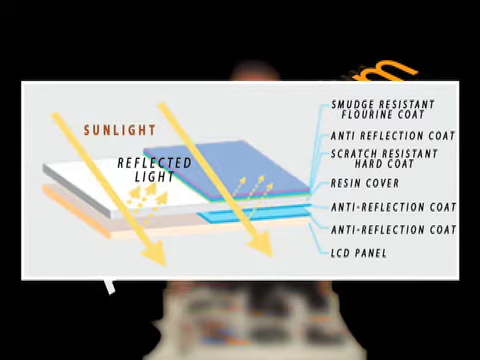 SMUDGE RESISTANT
FLOURINE COAT
SUNLIGHT
ANTI REFLECTION COAT
REFLECTED
LIGHT
SCRATCH RESISTANT
HARD COAT
RESIN COVER
ANTI-REFLECTION COAT
ANTI-REFLECTION COAT
LCD PANEL